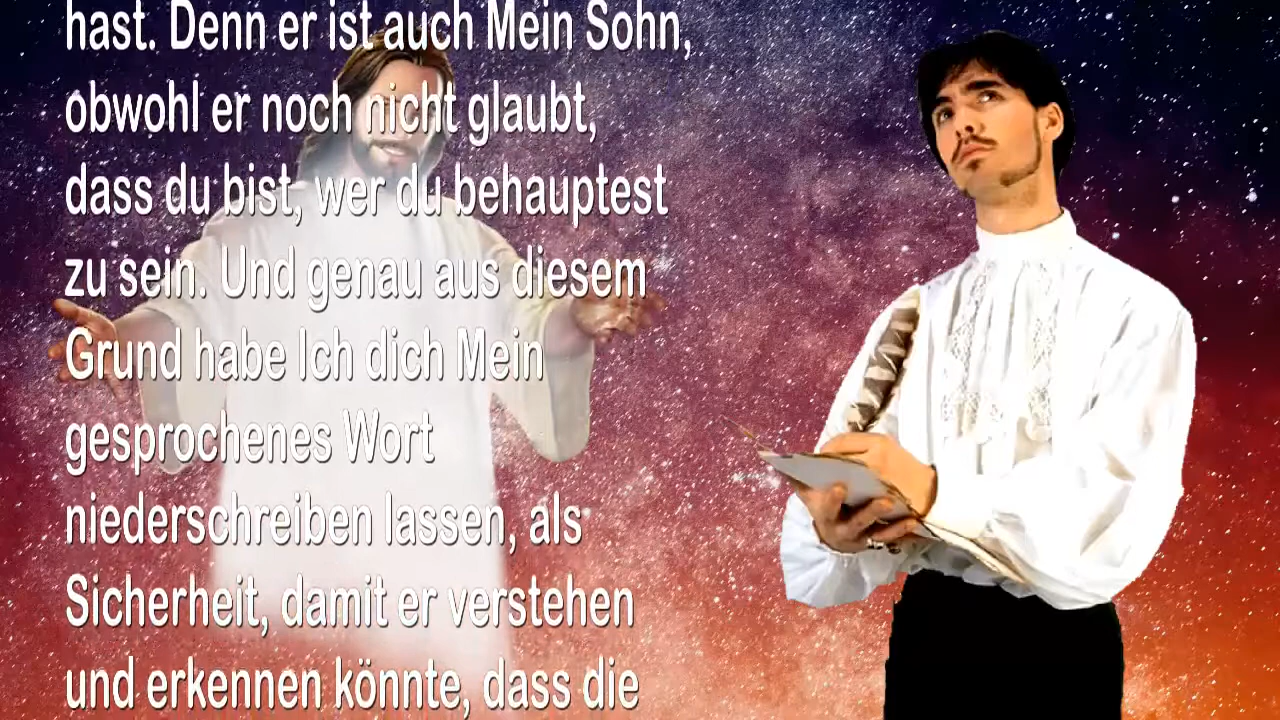 hast. Denn er ist auch Mein Sohn,
obwohl er noch nicht glaubt,
dass du bist, wer du behauptest
zu sein. Und genau aus diesem
Grund habe Ich dich Mein
gesprochenes Wort
niederschreiben lassen, als
Sicherheit, damit er verstehen
und erkennen könnte, dass die